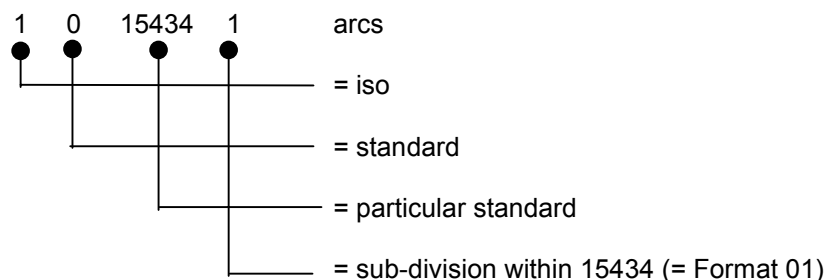 1 0 15434 1 arcs
= iso
= standard
= particular standard
= sub-division within 15434 (= Format 01)